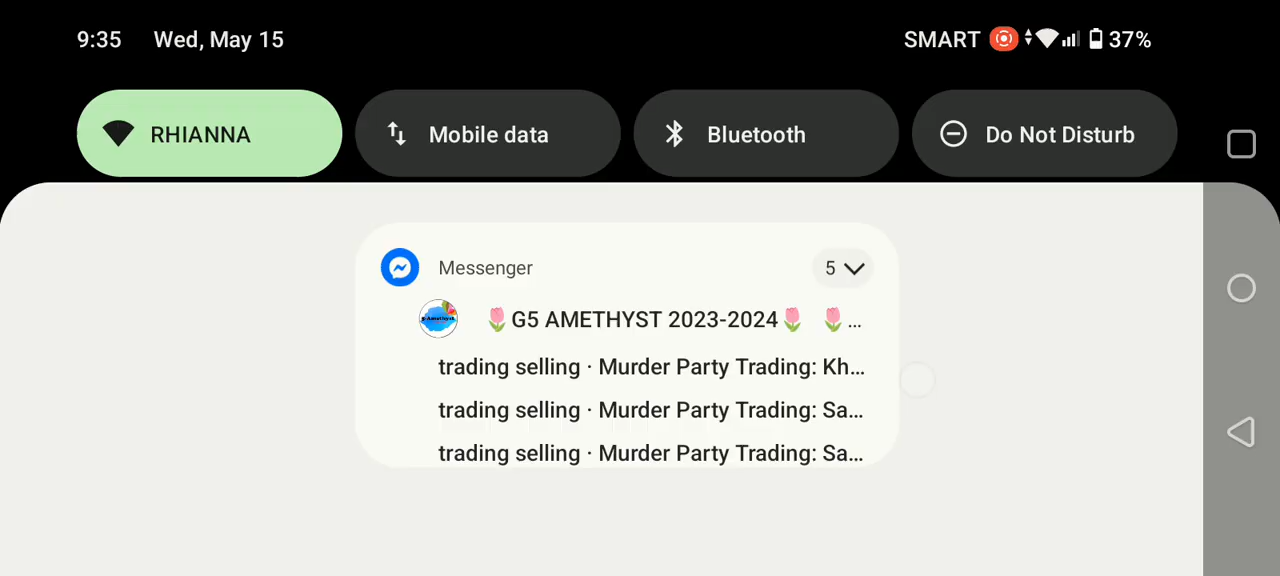 9:35 Wed, May 15 SMART 37%
RHIANNA Mobile data Bluetooth Do Not Disturb
Messenger 5
🌷G5 AMETHYST 2023-2024🌷 🌷...
trading selling · Murder Party Trading: Kh...
trading selling · Murder Party Trading: Sa...
trading selling · Murder Party Trading: Sa...